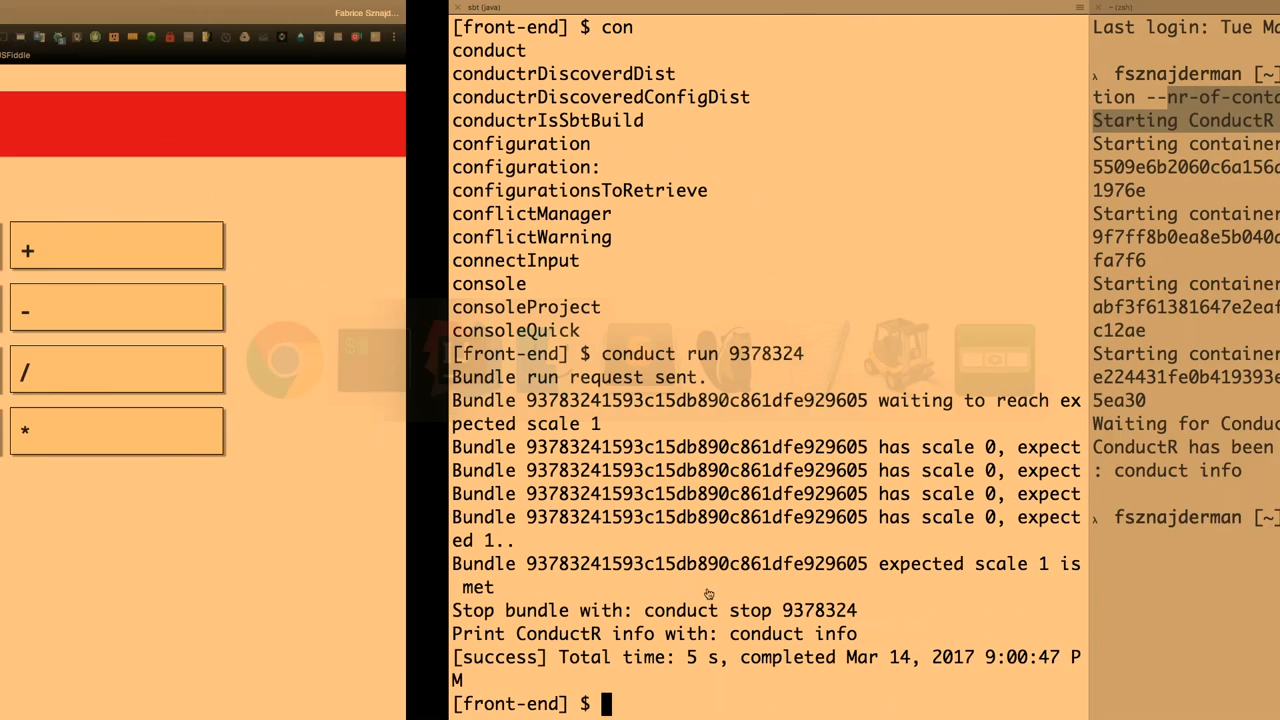 Fabrice Sznajd...
JSFiddle
+
-
/
*
sbt (java)
[front-end] $ con
conduct
conductrDiscoverdDist
conductrDiscoveredConfigDist
conductrIsSbtBuild
configuration
configuration:
configurationsToRetrieve
conflictManager
conflictWarning
connectInput
console
consoleProject
consoleQuick
[front-end] $ conduct run 9378324
Bundle run request sent.
Bundle 93783241593c15db890c861dfe929605 waiting to reach ex
pected scale 1
Bundle 93783241593c15db890c861dfe929605 has scale 0, expect
Bundle 93783241593c15db890c861dfe929605 has scale 0, expect
Bundle 93783241593c15db890c861dfe929605 has scale 0, expect
Bundle 93783241593c15db890c861dfe929605 has scale 0, expect
ed 1..
Bundle 93783241593c15db890c861dfe929605 expected scale 1 is
met
Stop bundle with: conduct stop 9378324
Print ConductR info with: conduct info
[success] Total time: 5 s, completed Mar 14, 2017 9:00:47 P
M
[front-end] $
~ (zsh)
Last login: Tue Ma
λ fsznajderman [~]
tion --nr-of-conta
Starting ConductR
Starting container
5509e6b2060c6a156a
1976e
Starting container
9f7ff8b0ea8e5b040a
fa7f6
Starting container
abf3f61381647e2eaf
c12ae
Starting container
e224431fe0b419393e
5ea30
Waiting for Conduc
ConductR has been
: conduct info
λ fsznajderman [~]